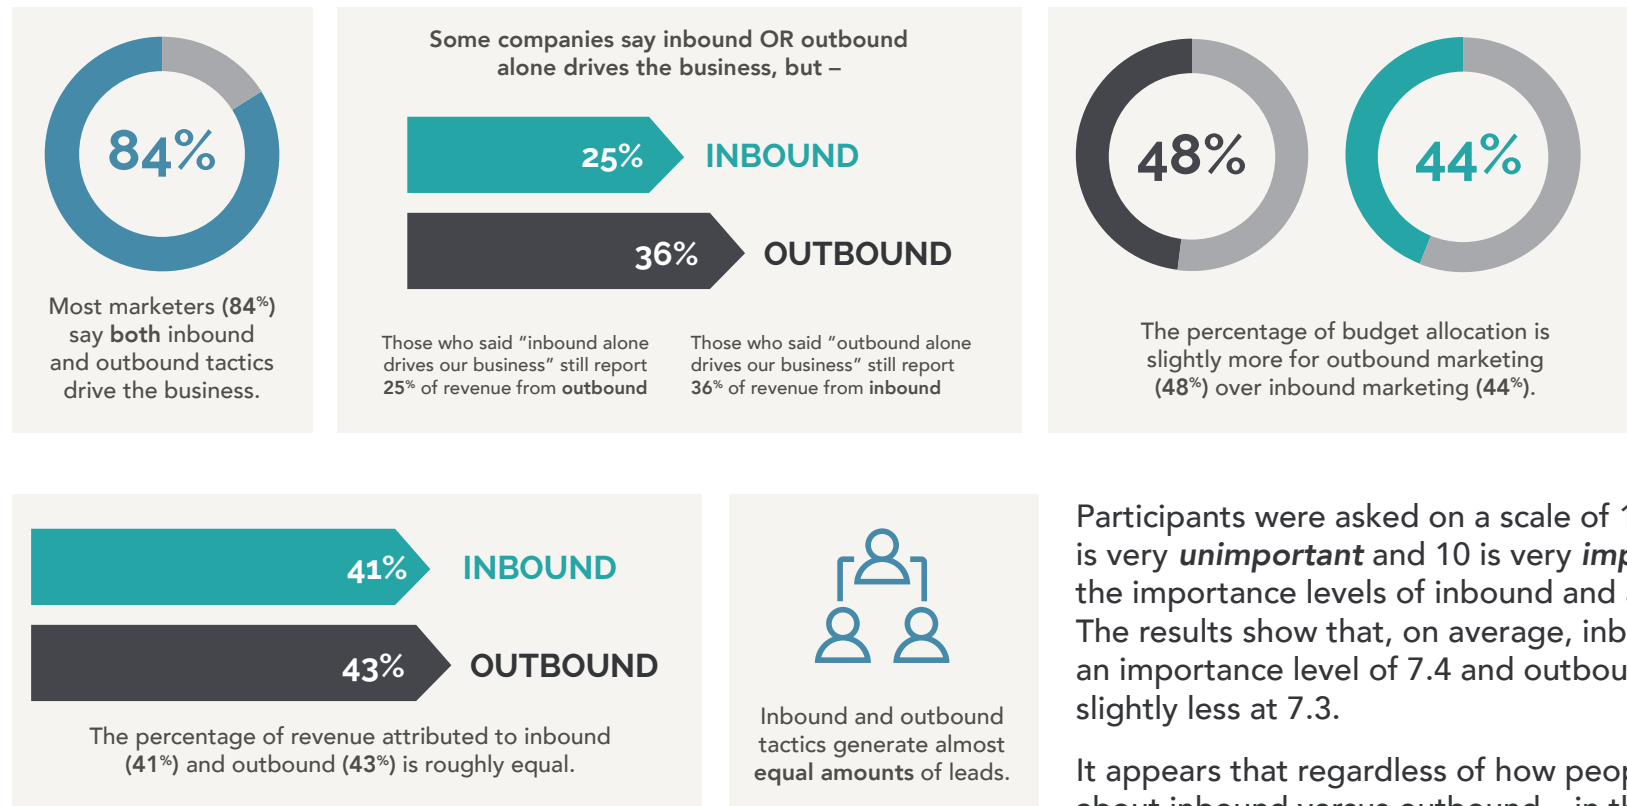 84%
Most marketers (84%)
say both inbound
and outbound tactics
drive the business.
Some companies say inbound OR outbound
alone drives the business, but –
25% INBOUND
36% OUTBOUND
Those who said “inbound alone
drives our business” still report
25% of revenue from outbound
Those who said “outbound alone
drives our business” still report
36% of revenue from inbound
48%
44%
The percentage of budget allocation is
slightly more for outbound marketing
(48%) over inbound marketing (44%).
41% INBOUND
43% OUTBOUND
The percentage of revenue attributed to inbound
(41%) and outbound (43%) is roughly equal.
Inbound and outbound
tactics generate almost
equal amounts of leads.
Participants were asked on a scale of
is very unimportant and 10 is very
the importance levels of inbound and
The results show that, on average,
an importance level of 7.4 and
slightly less at 7.3.
It appears that regardless of how
about inbound versus outbound – in